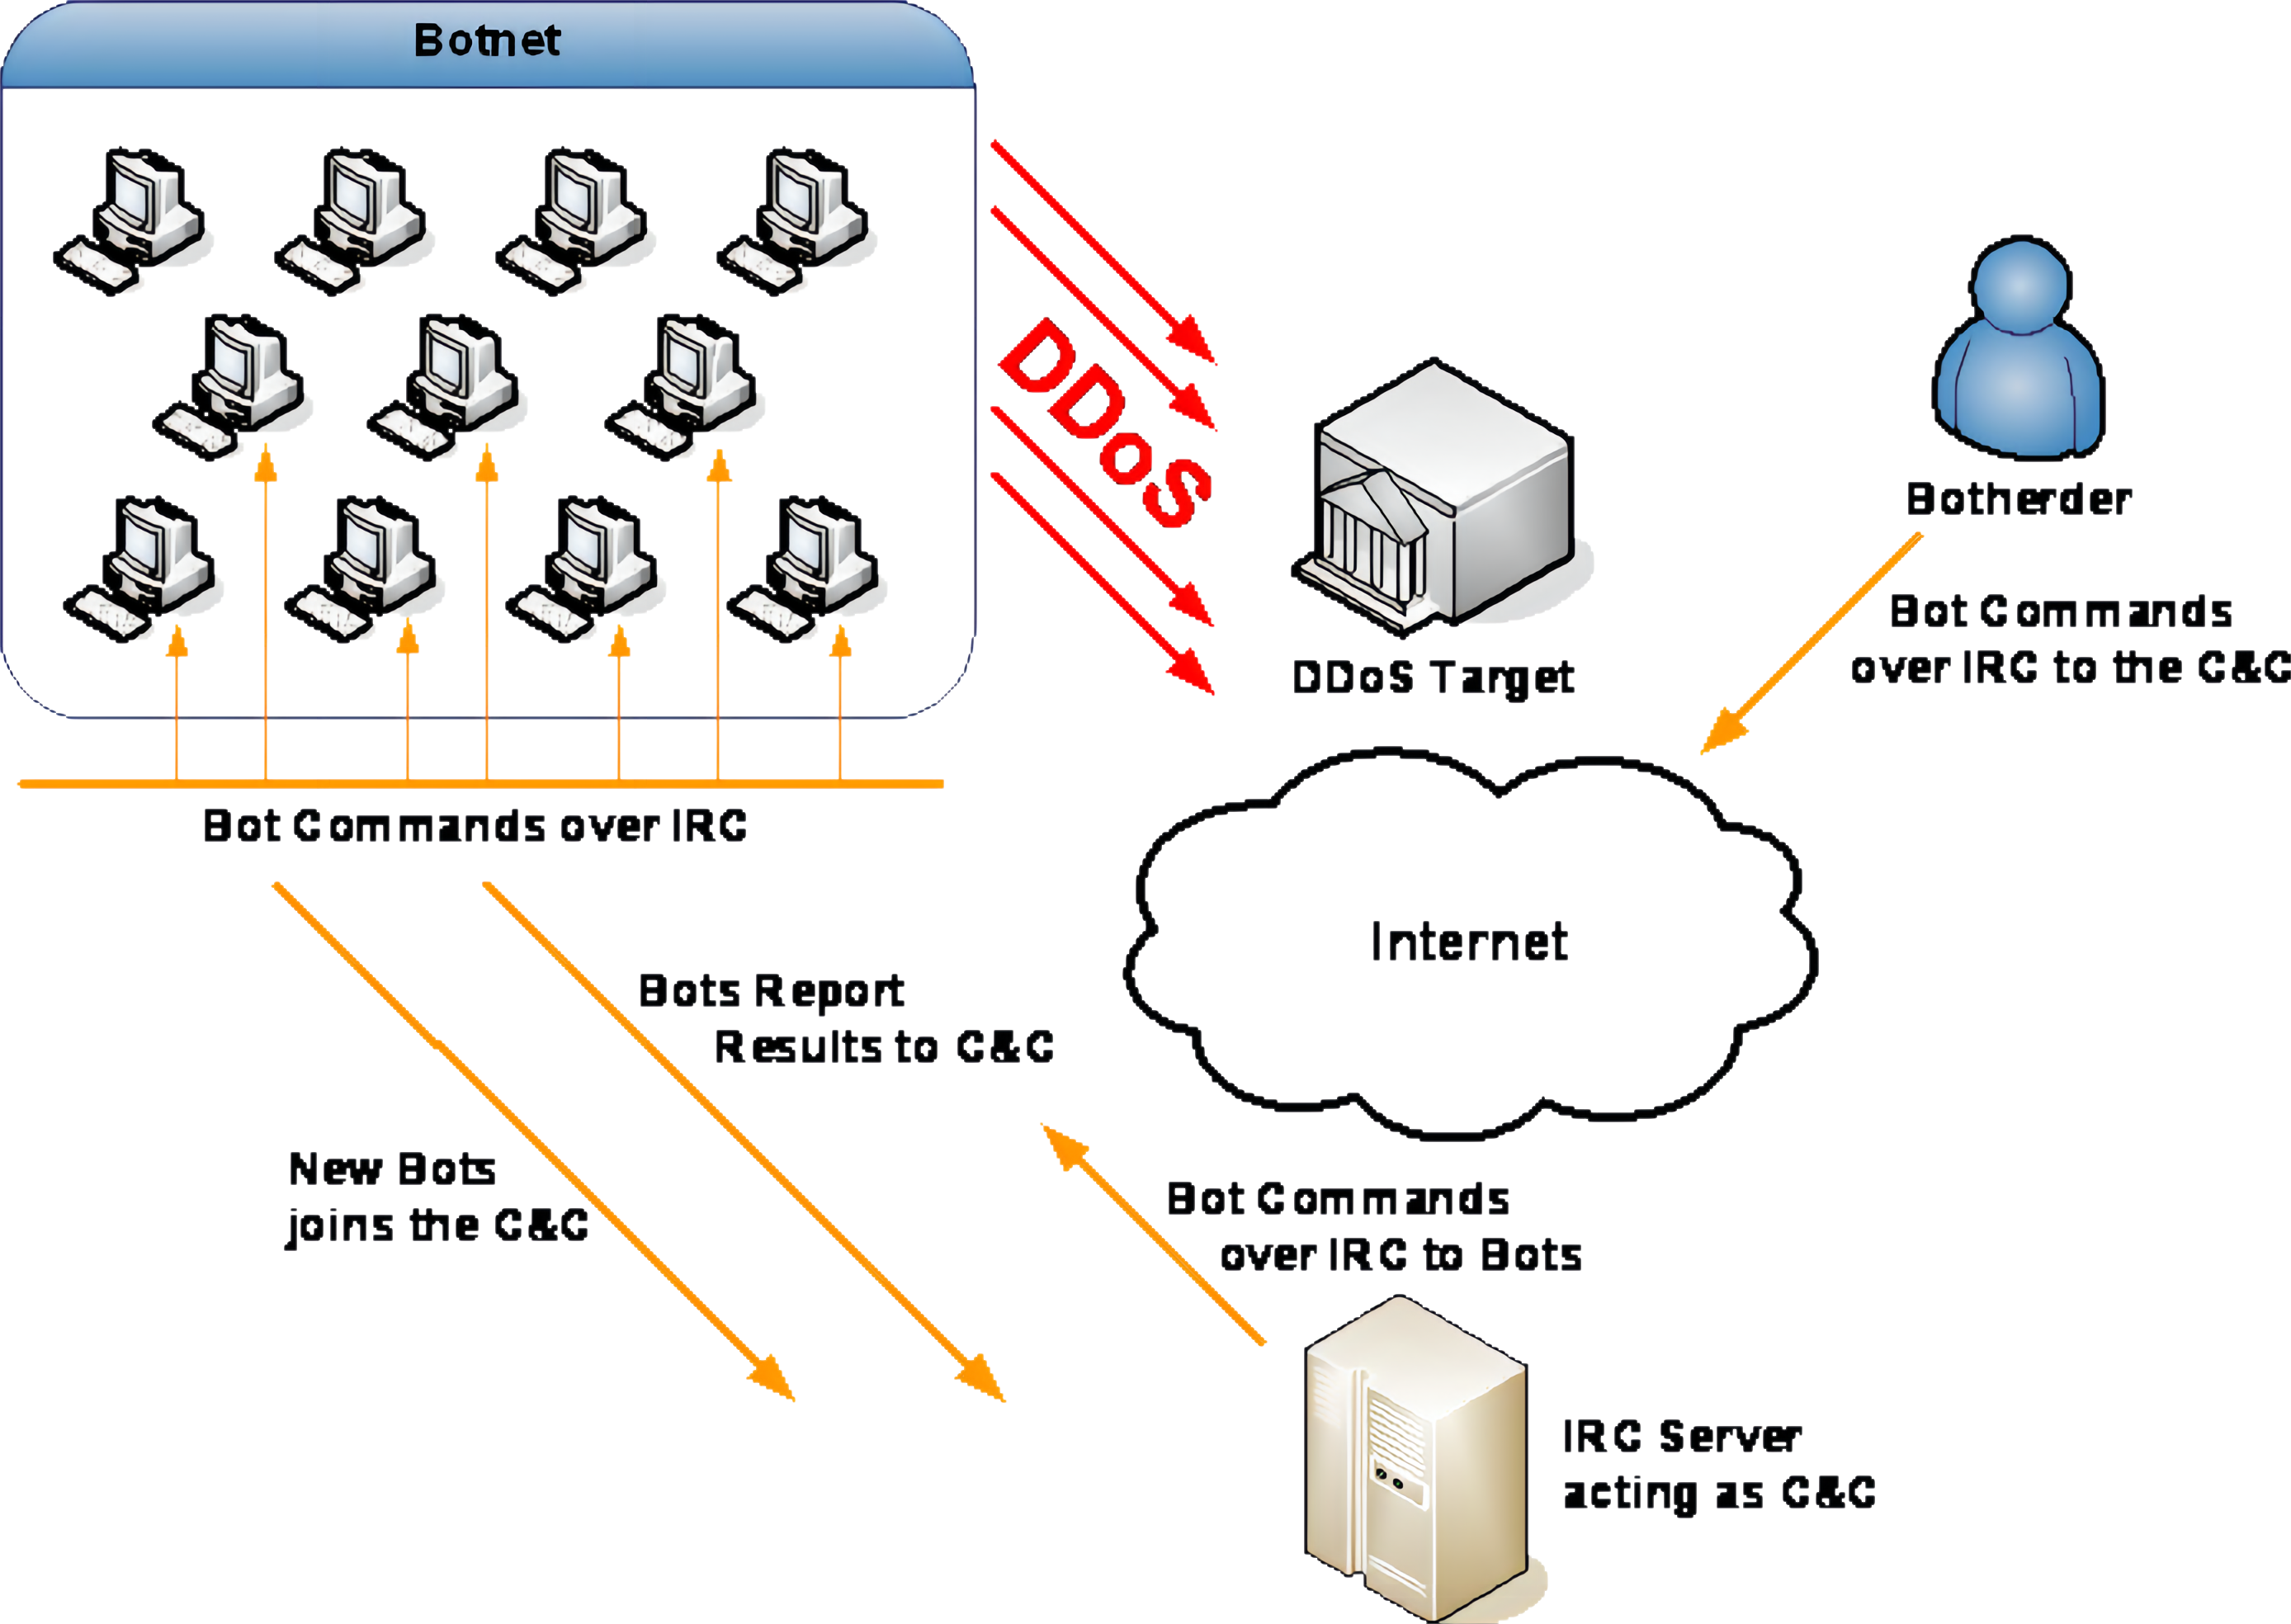 Botnet
DDoS
Botherder
Bot Commands
over IRC to the C&C
DDoS Target
Bot Commands over IRC
Internet
Bots Report
Results to C&C
New Bots
joins the C&C
Bot Commands
over IRC to Bots
IRC Server
acting as C&C